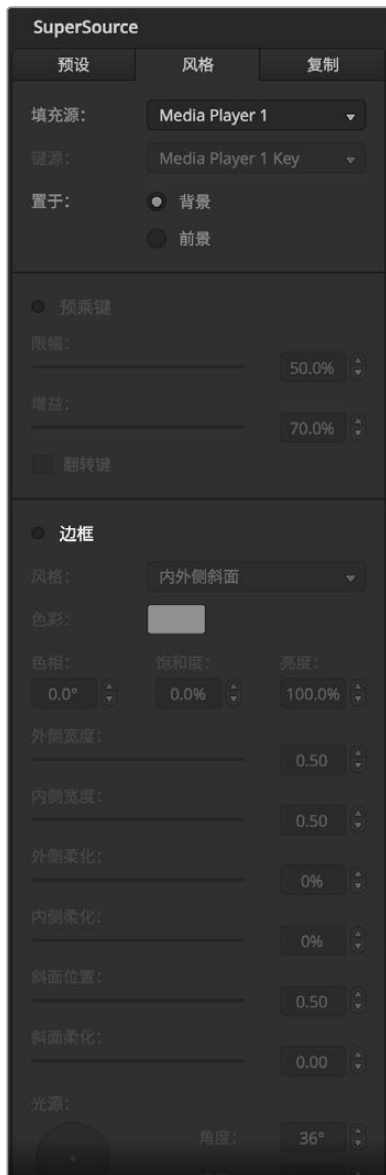 SuperSource
预设 风格 复制
填充源: Media Player 1
键源: Media Player 1 Key
置于: 背景
前景
预乘键
限幅:
50.0%
增益:
70.0%
翻转键
边框
风格: 内外侧斜面
色彩:
色相: 饱和度: 亮度:
0.0° 0.0% 100.0%
外侧宽度:
0.50
内侧宽度:
0.50
外侧柔化:
0%
内侧柔化:
0%
斜面位置:
0.50
斜面柔化:
0.00
光源:
角度: 36°